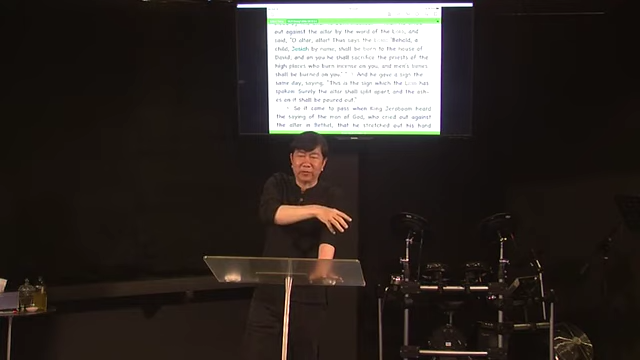 out against the altar by the word of the LORD, and
said, "O altar, altar! Thus says the LORD: 'Behold, a
child, Josiah by name, shall be born to the house of
David; and on you he shall sacrifice the priests of the
high places who burn incense on you, and men's bones
shall be burned on you.'" And he gave a sign the
same day, saying, "This is the sign which the LORD has
spoken: Surely the altar shall split apart, and the ash-
es on it shall be poured out."
So it came to pass when King Jeroboam heard
the saying of the man of God, who cried out against
the altar in Bethel, that he stretched out his hand